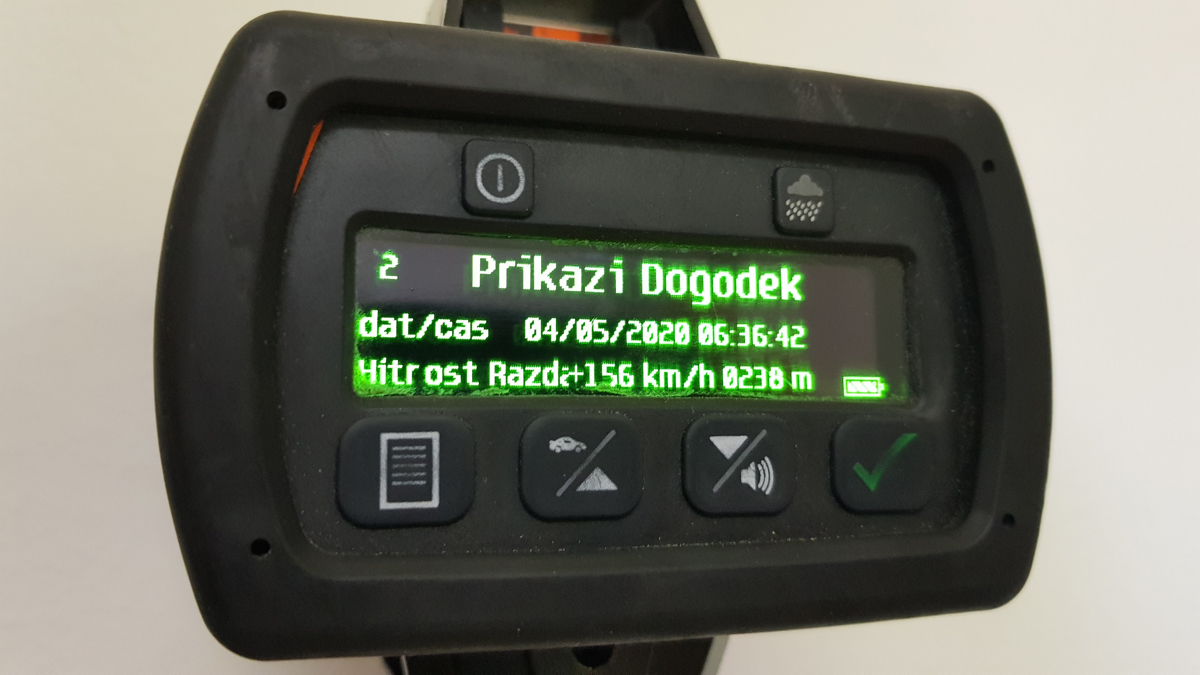 2 Prikazi Dogodek
dat/cas 04/05/2020 06:36:42
Hitrost Razda+156 km/h 0238 m